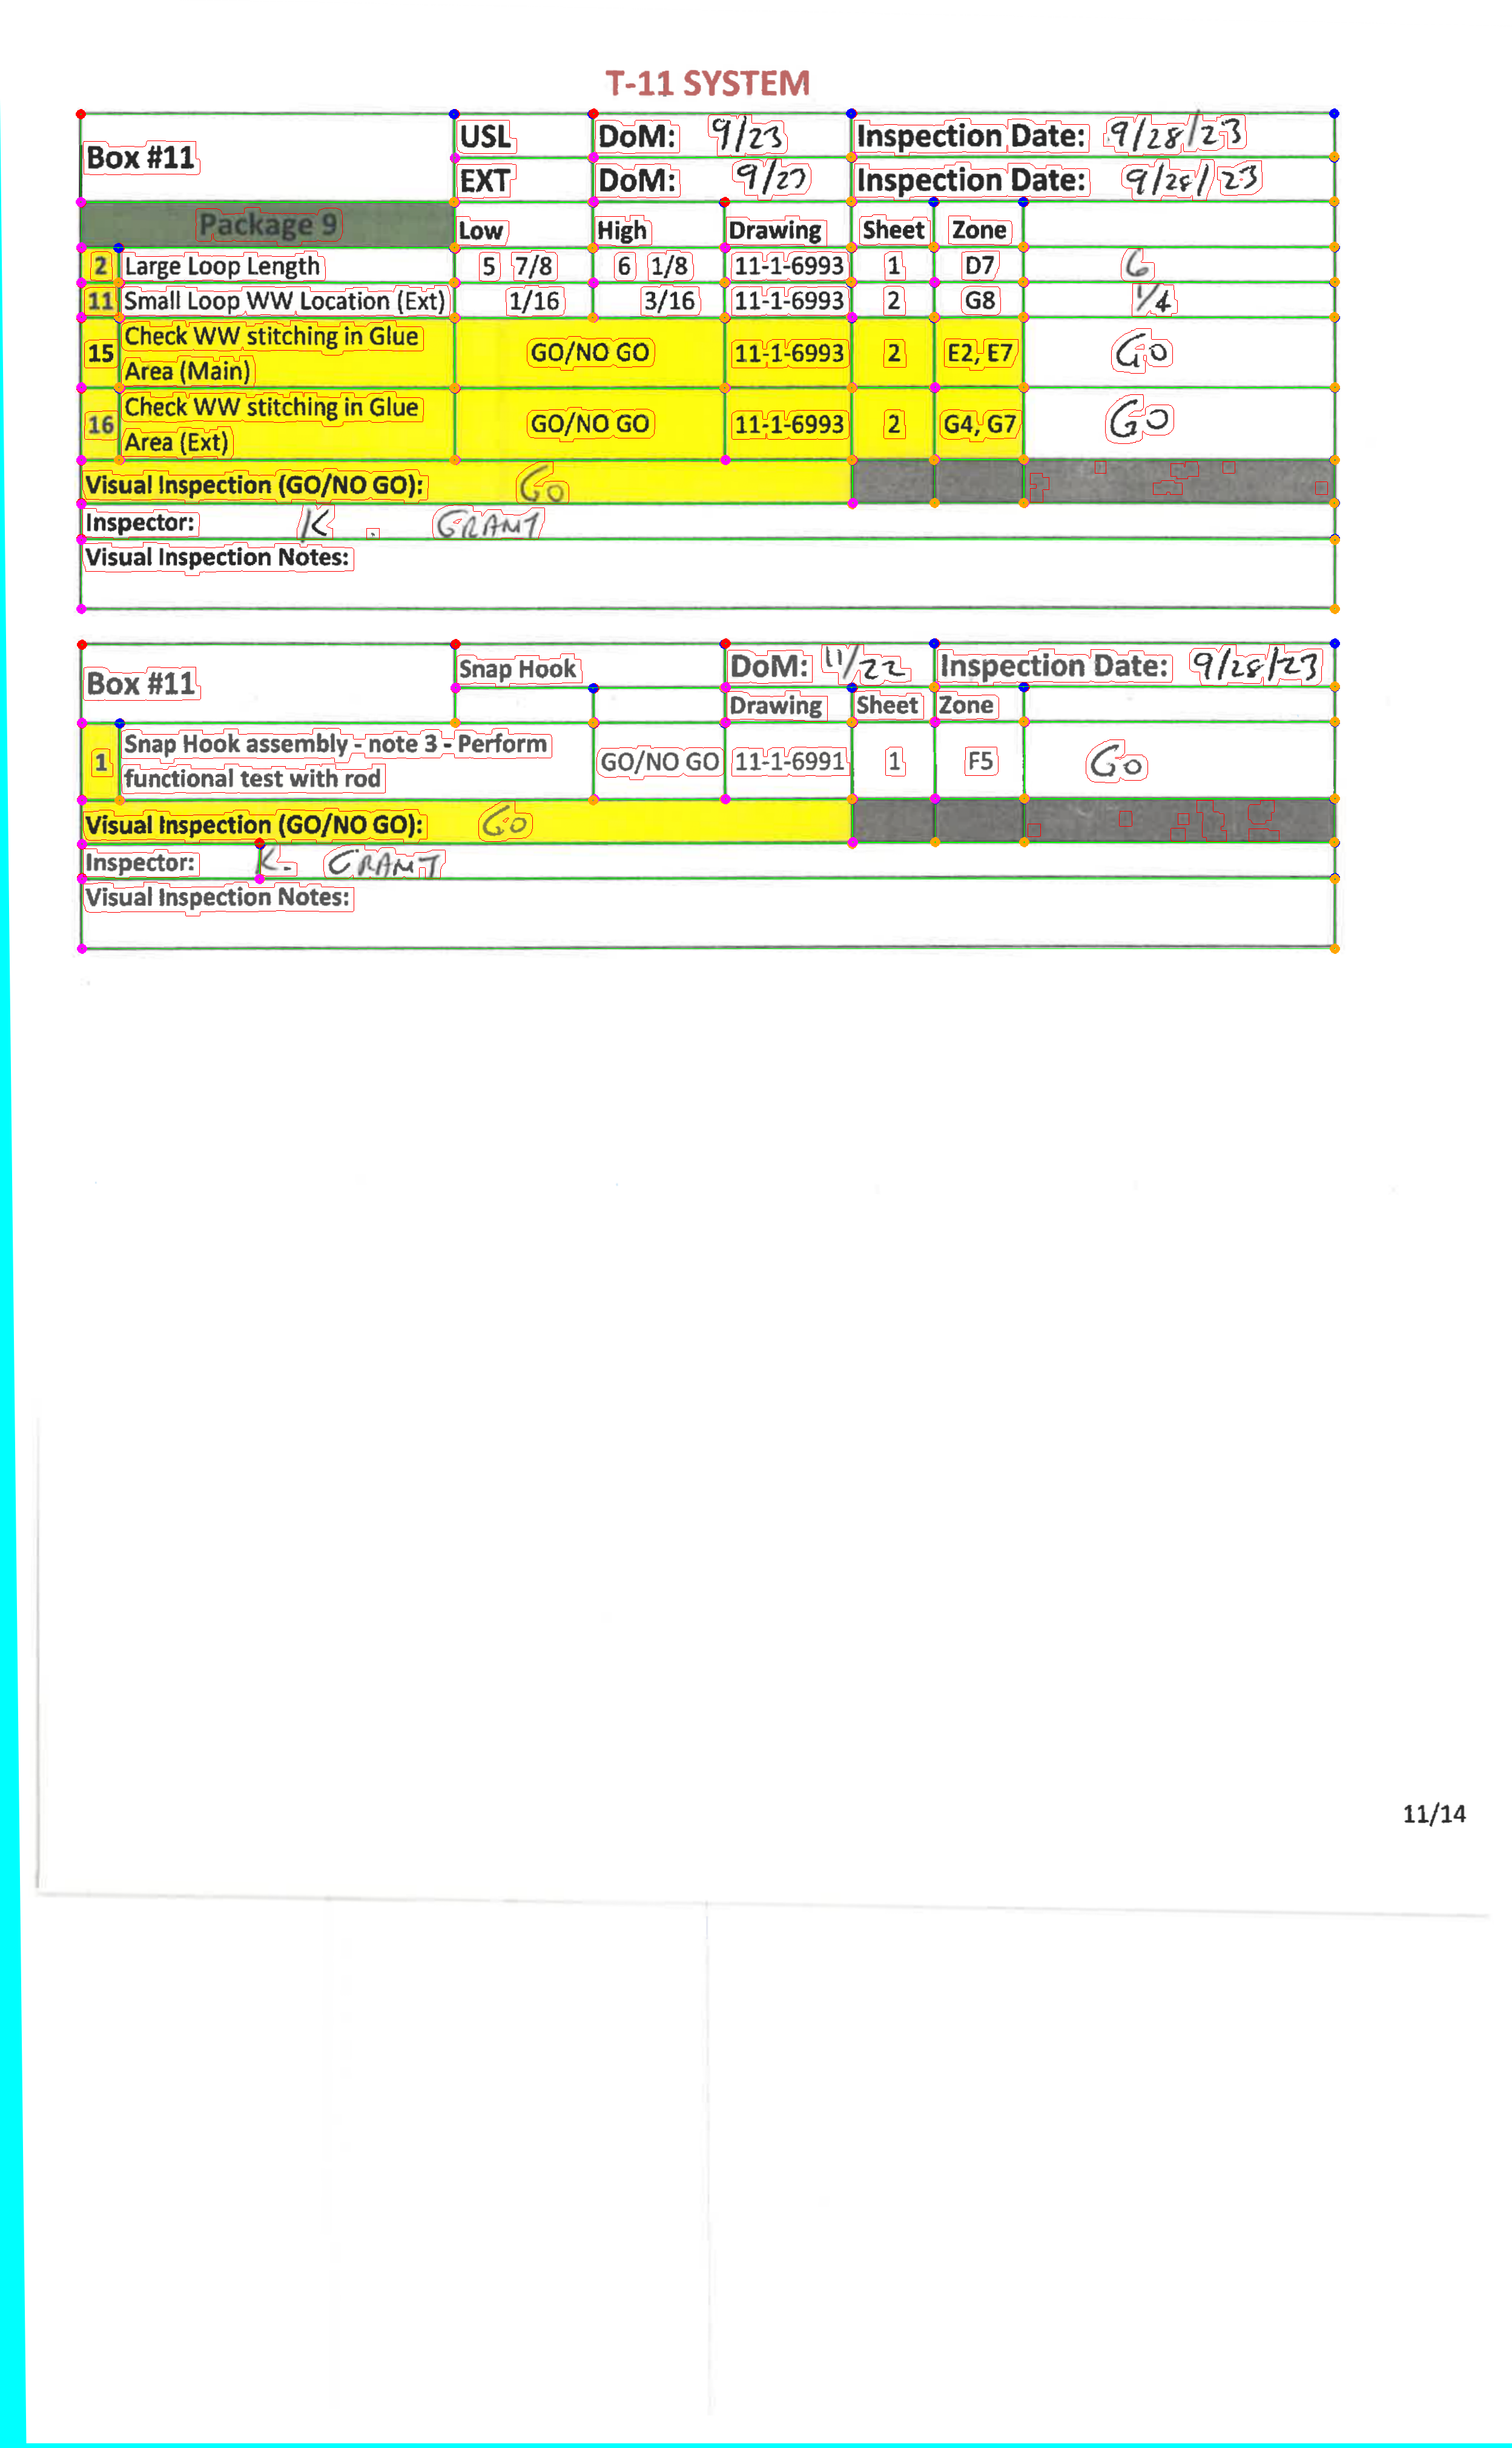 T-11 SYSTEM
Box #11 USL DoM: 9/23 Inspection Date: 9/28/23
EXT DoM: 9/23 Inspection Date: 9/28/23
Package 9 Low High Drawing Sheet Zone
2 Large Loop Length 5 7/8 6 1/8 11-1-6993 1 D7 6
11 Small Loop WW Location (Ext) 1/16 3/16 11-1-6993 2 G8 1/4
15 Check WW stitching in Glue Area (Main) GO/NO GO 11-1-6993 2 E2, E7 Go
16 Check WW stitching in Glue Area (Ext) GO/NO GO 11-1-6993 2 G4, G7 GO
Visual Inspection (GO/NO GO): Go
Inspector: K. GRANT
Visual Inspection Notes:
Box #11 Snap Hook DoM: 11/22 Inspection Date: 9/28/23
Drawing Sheet Zone
1 Snap Hook assembly - note 3 - Perform functional test with rod GO/NO GO 11-1-6991 1 F5 Go
Visual Inspection (GO/NO GO): GO
Inspector: K. GRANT
Visual Inspection Notes:
11/14